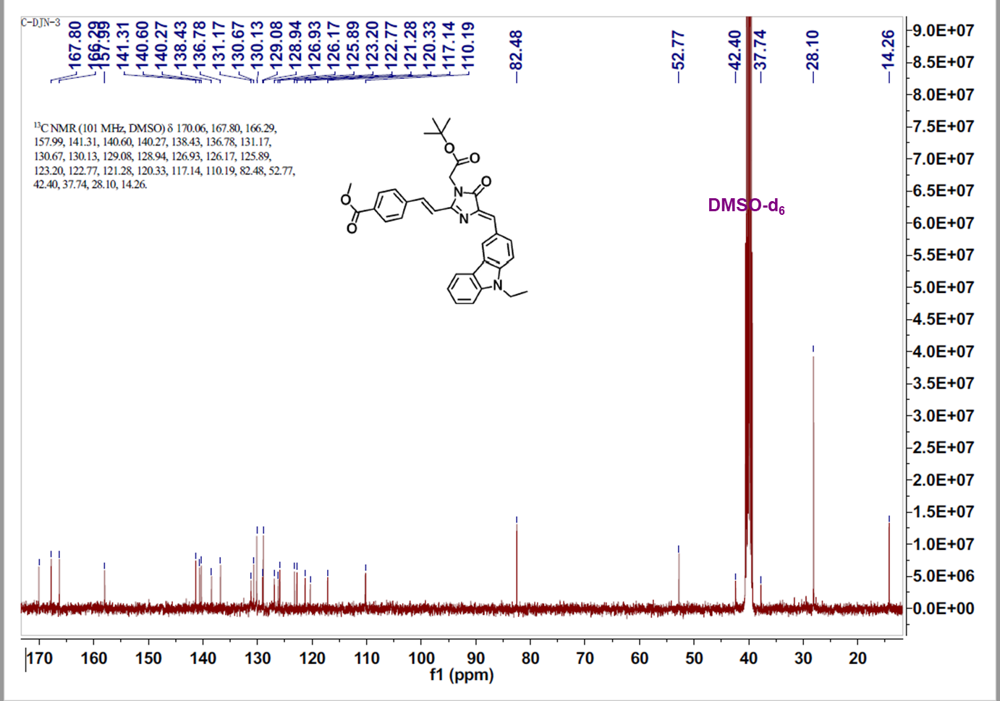 C-DJN-3
167.80
166.29
157.99
141.31
140.60
140.27
138.43
136.78
131.17
130.67
130.13
129.08
128.94
126.93
126.17
125.89
123.20
122.77
121.28
120.33
117.14
110.19
82.48
52.77
42.40
37.74
28.10
14.26
¹³C NMR (101 MHz, DMSO) δ 170.06, 167.80, 166.29,
157.99, 141.31, 140.60, 140.27, 138.43, 136.78, 131.17,
130.67, 130.13, 129.08, 128.94, 126.93, 126.17, 125.89,
123.20, 122.77, 121.28, 120.33, 117.14, 110.19, 82.48, 52.77,
42.40, 37.74, 28.10, 14.26.
O
O
N
O
N
O
O
N
DMSO-d₆
9.0E+07
8.5E+07
8.0E+07
7.5E+07
7.0E+07
6.5E+07
6.0E+07
5.5E+07
5.0E+07
4.5E+07
4.0E+07
3.5E+07
3.0E+07
2.5E+07
2.0E+07
1.5E+07
1.0E+07
5.0E+06
0.0E+00
170 160 150 140 130 120 110 100 90 80 70 60 50 40 30 20
f1 (ppm)